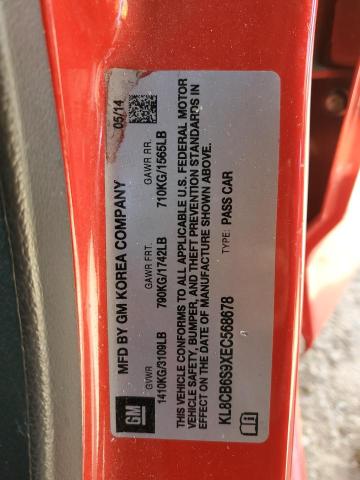 MFD BY GM KOREA COMPANY 05/14
GVWR GAWR FRT. GAWR RR.
1410KG/3109LB 790KG/1742LB 710KG/1565LB
THIS VEHICLE CONFORMS TO ALL APPLICABLE U.S. FEDERAL MOTOR
VEHICLE SAFETY, BUMPER, AND THEFT PREVENTION STANDARDS IN
EFFECT ON THE DATE OF MANUFACTURE SHOWN ABOVE.
KL8CB6S9XEC568678 TYPE: PASS CAR
GM